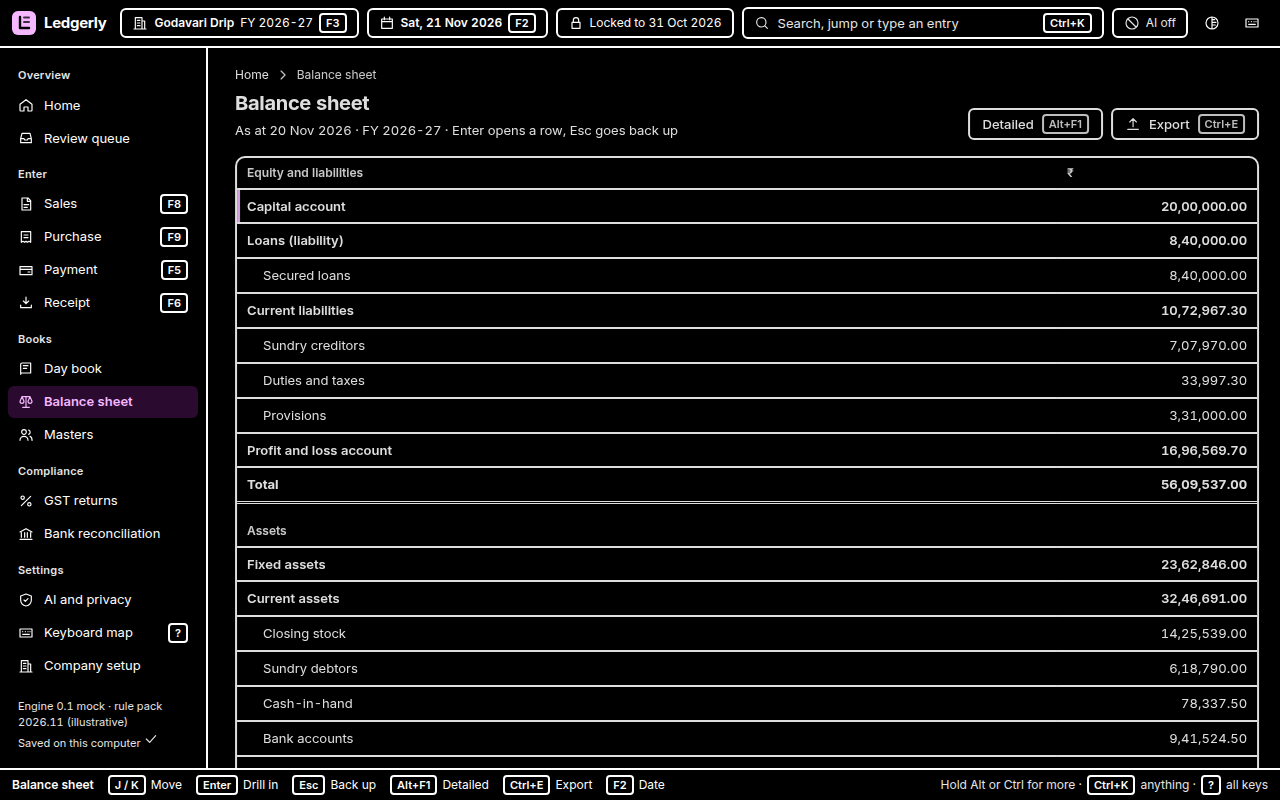 Ledgerly
Godavari Drip FY 2026-27 F3
Sat, 21 Nov 2026 F2
Locked to 31 Oct 2026
Search, jump or type an entry Ctrl+K
AI off
Overview
Home
Review queue
Enter
Sales F8
Purchase F9
Payment F5
Receipt F6
Books
Day book
Balance sheet
Masters
Compliance
GST returns
Bank reconciliation
Settings
AI and privacy
Keyboard map ?
Company setup
Engine 0.1 mock · rule pack
2026.11 (illustrative)
Saved on this computer
Home Balance sheet
Balance sheet
As at 20 Nov 2026 · FY 2026-27 · Enter opens a row, Esc goes back up
Detailed Alt+F1
Export Ctrl+E
Equity and liabilities ₹
Capital account 20,00,000.00
Loans (liability) 8,40,000.00
Secured loans 8,40,000.00
Current liabilities 10,72,967.30
Sundry creditors 7,07,970.00
Duties and taxes 33,997.30
Provisions 3,31,000.00
Profit and loss account 16,96,569.70
Total 56,09,537.00
Assets
Fixed assets 23,62,846.00
Current assets 32,46,691.00
Closing stock 14,25,539.00
Sundry debtors 6,18,790.00
Cash-in-hand 78,337.50
Bank accounts 9,41,524.50
Balance sheet J / K Move Enter Drill in Esc Back up Alt+F1 Detailed Ctrl+E Export F2 Date
Hold Alt or Ctrl for more · Ctrl+K anything · ? all keys